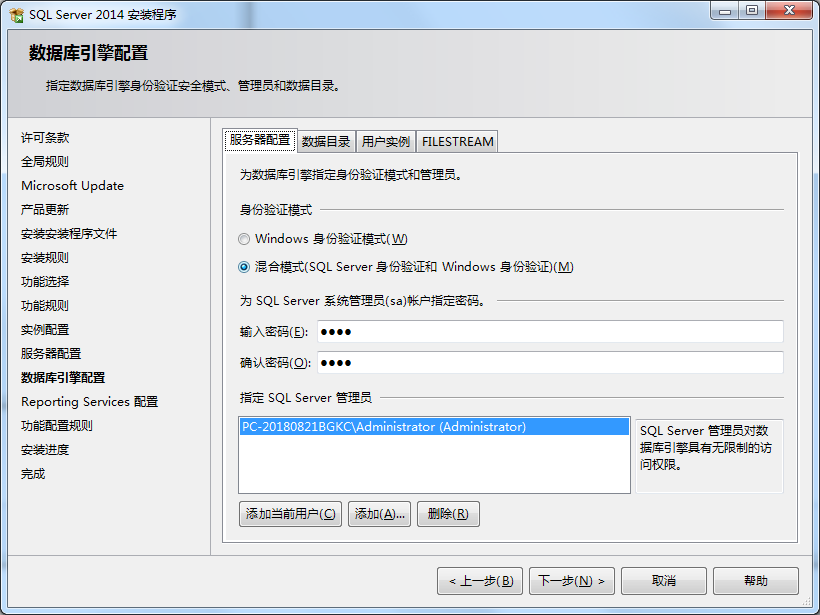 SQL Server 2014 安装程序
数据库引擎配置
指定数据库引擎身份验证安全模式、管理员和数据目录。
许可条款
全局规则
Microsoft Update
产品更新
安装安装程序文件
安装规则
功能选择
功能规则
实例配置
服务器配置
数据库引擎配置
Reporting Services 配置
功能配置规则
安装进度
完成
服务器配置 数据目录 用户实例 FILESTREAM
为数据库引擎指定身份验证模式和管理员。
身份验证模式
Windows 身份验证模式(W)
混合模式(SQL Server 身份验证和 Windows 身份验证)(M)
为 SQL Server 系统管理员(sa)帐户指定密码。
输入密码(E): ●●●●
确认密码(O): ●●●●
指定 SQL Server 管理员
PC-20180821BGKC\Administrator (Administrator)
SQL Server 管理员对数
据库引擎具有无限制的访
问权限。
添加当前用户(C) 添加(A)... 删除(R)
< 上一步(B) 下一步(N) > 取消 帮助